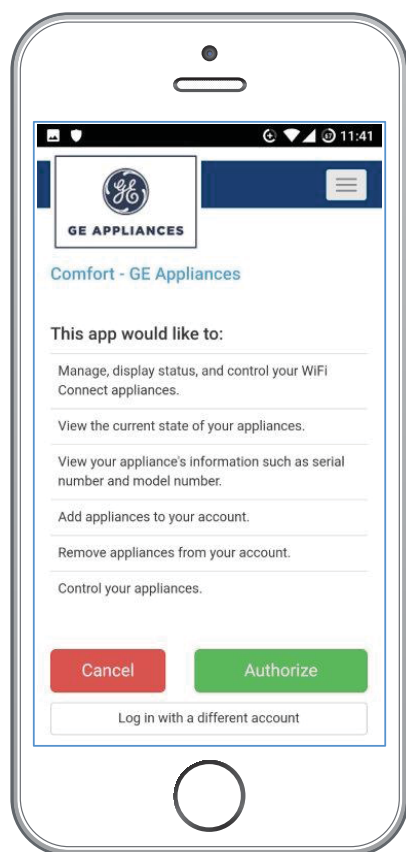 11:41
GE APPLIANCES
Comfort - GE Appliances
This app would like to:
Manage, display status, and control your WiFi
Connect appliances.
View the current state of your appliances.
View your appliance's information such as serial
number and model number.
Add appliances to your account.
Remove appliances from your account.
Control your appliances.
Cancel Authorize
Log in with a different account